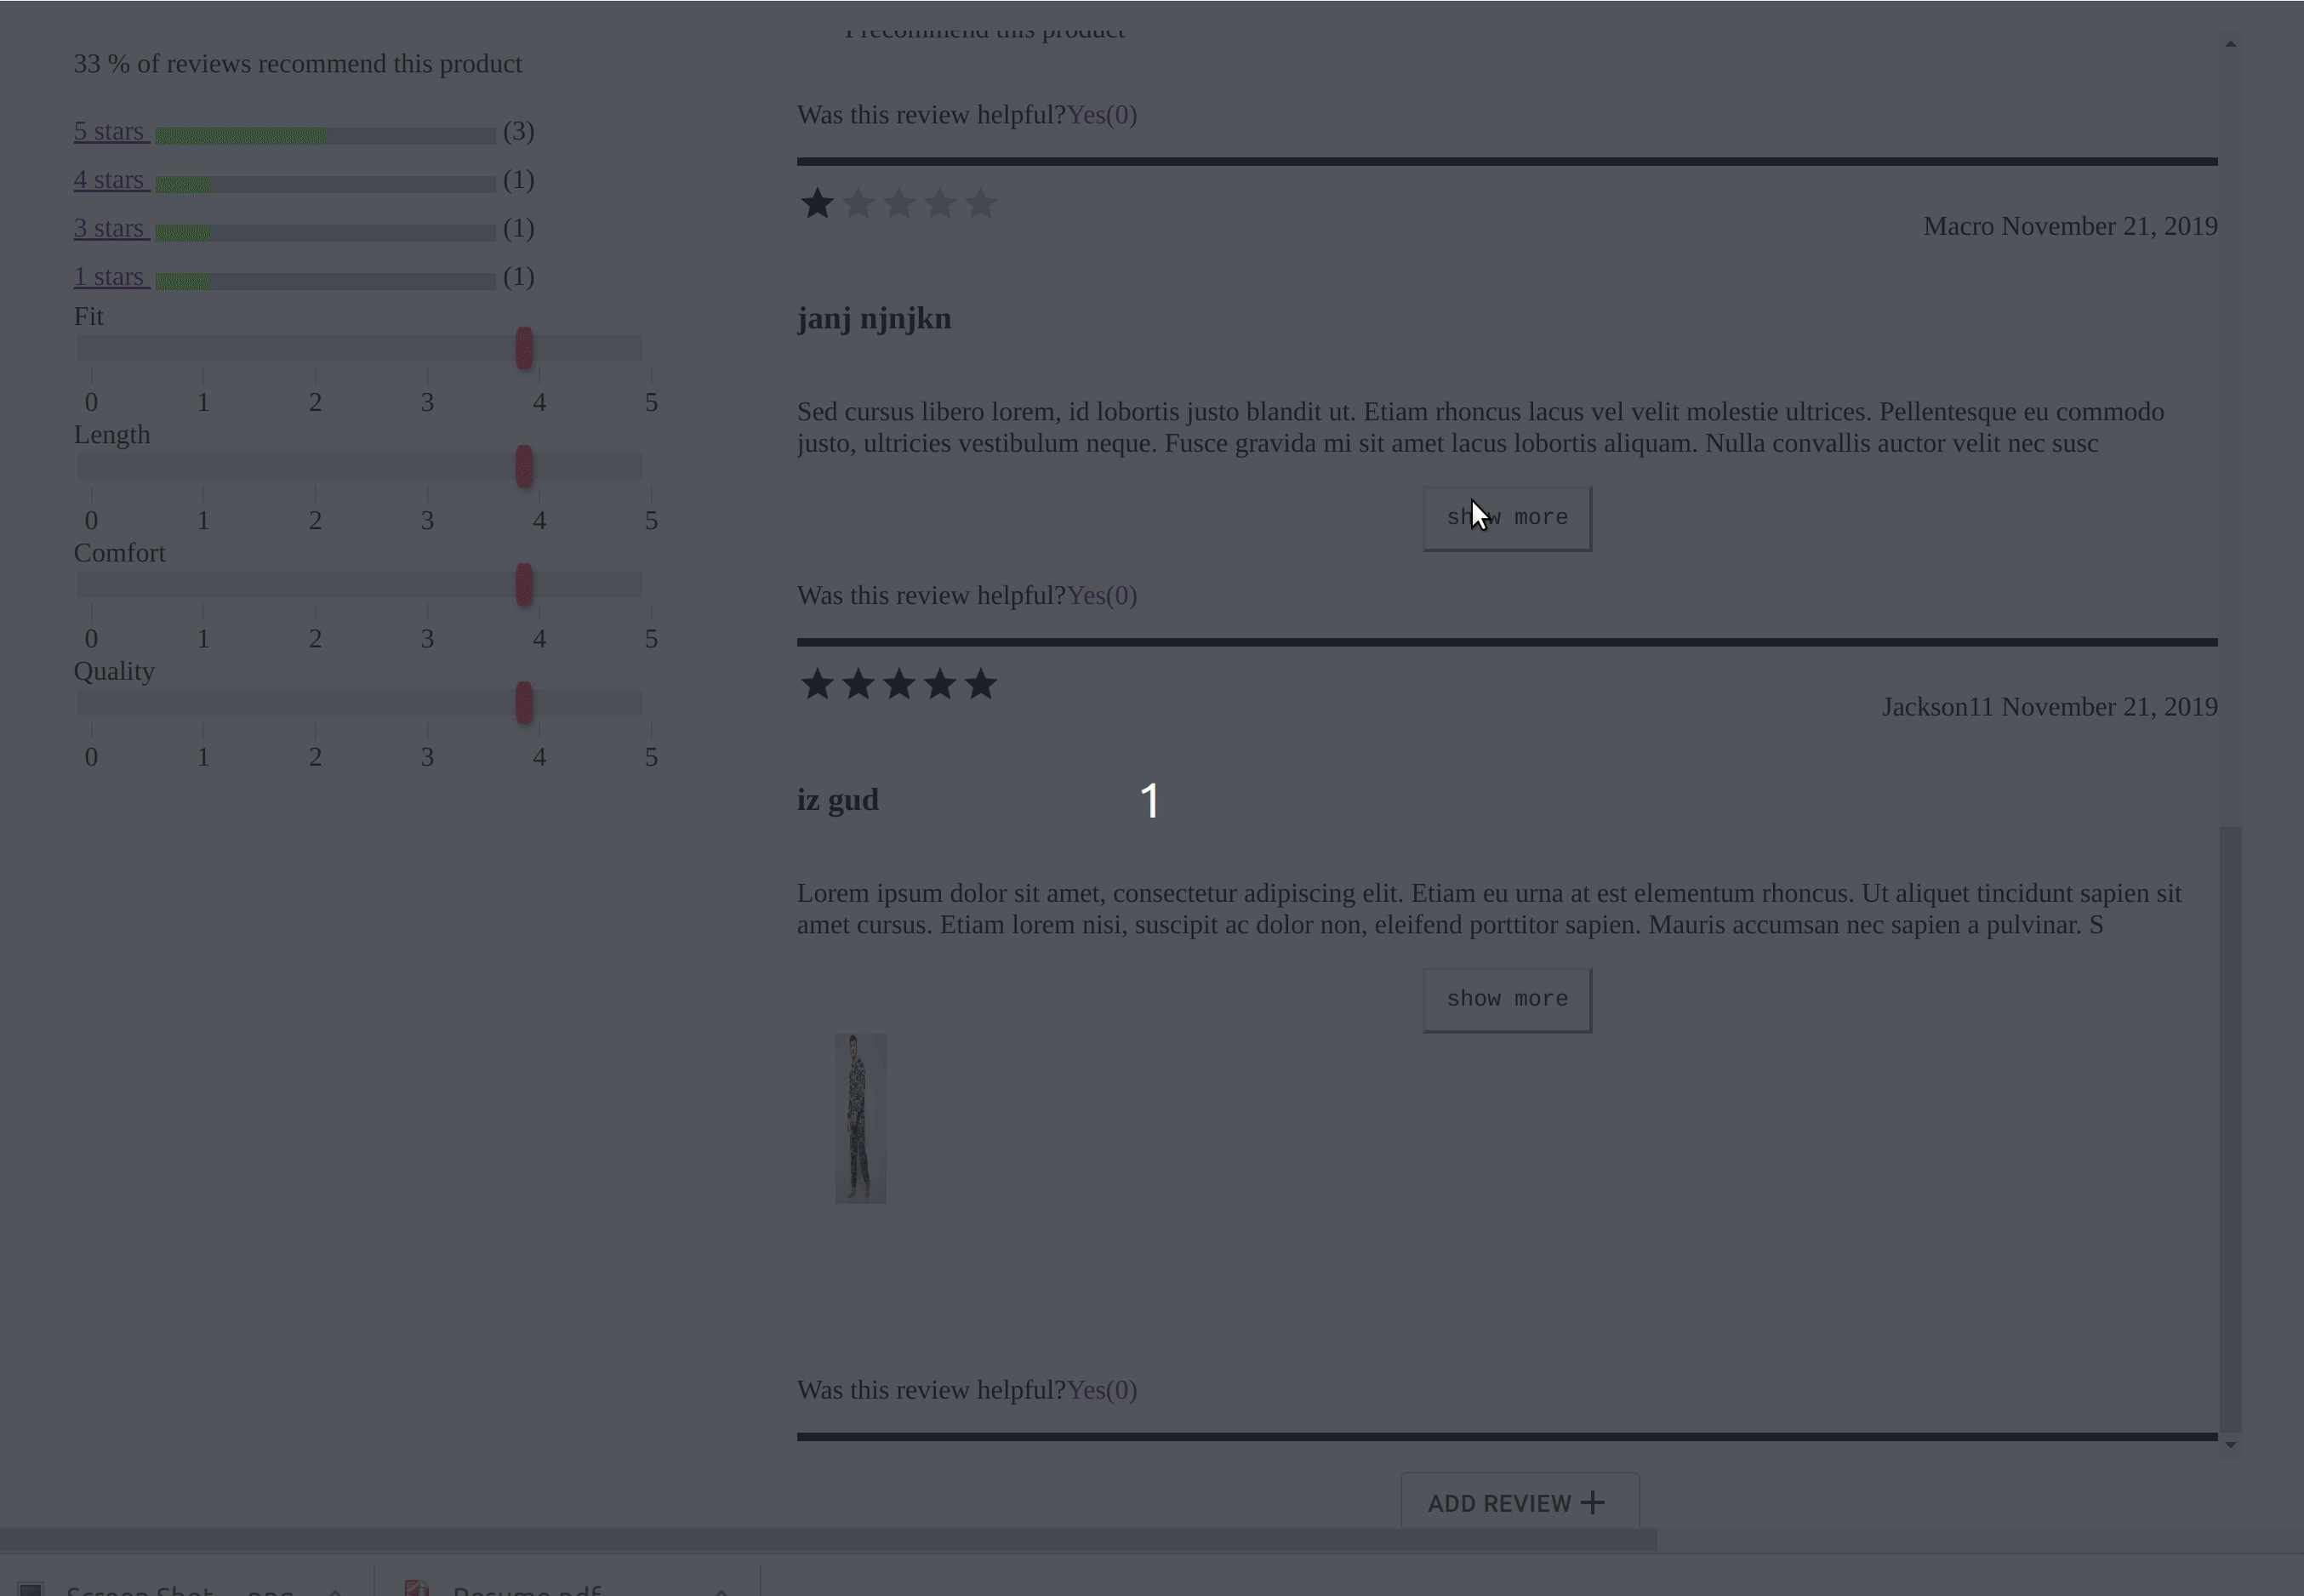 33 % of reviews recommend this product
5 stars (3)
4 stars (1)
3 stars (1)
1 stars (1)
Fit
0 1 2 3 4 5
Length
0 1 2 3 4 5
Comfort
0 1 2 3 4 5
Quality
0 1 2 3 4 5
I recommend this product
Was this review helpful?Yes(0)
Macro November 21, 2019
janj njnjkn
Sed cursus libero lorem, id lobortis justo blandit ut. Etiam rhoncus lacus vel velit molestie ultrices. Pellentesque eu commodo
justo, ultricies vestibulum neque. Fusce gravida mi sit amet lacus lobortis aliquam. Nulla convallis auctor velit nec susc
show more
Was this review helpful?Yes(0)
Jackson11 November 21, 2019
iz gud
1
Lorem ipsum dolor sit amet, consectetur adipiscing elit. Etiam eu urna at est elementum rhoncus. Ut aliquet tincidunt sapien sit
amet cursus. Etiam lorem nisi, suscipit ac dolor non, eleifend porttitor sapien. Mauris accumsan nec sapien a pulvinar. S
show more
Was this review helpful?Yes(0)
ADD REVIEW
Screen Shot ....png
Resume.pdf